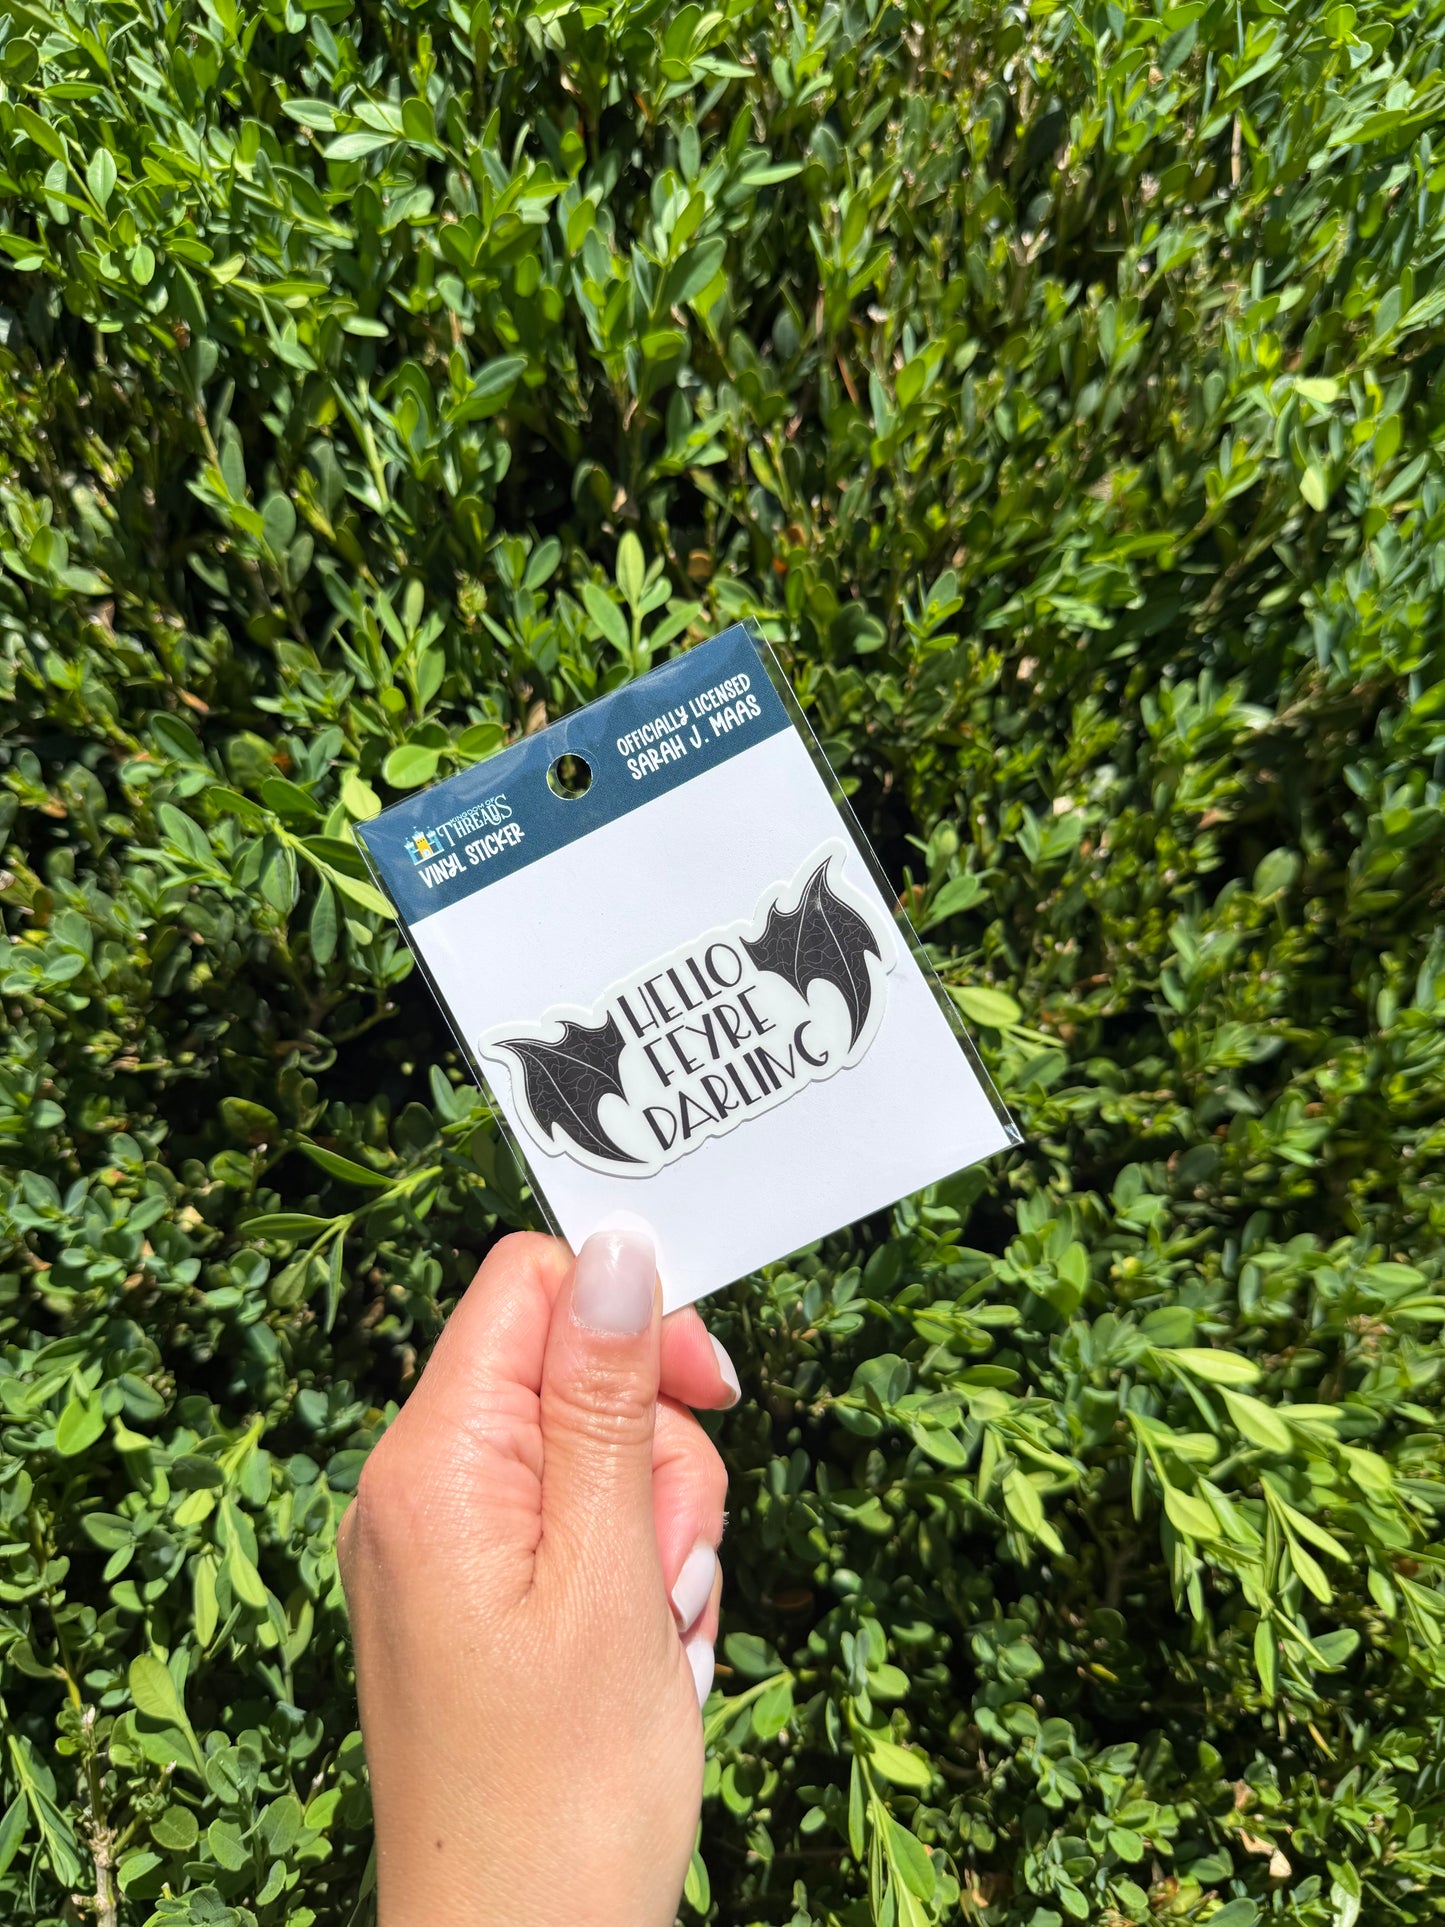 KINGDOM OF
THREADS
VINYL STICKER
OFFICIALLY LICENSED
SARAH J. MAAS
HELLO
FEYRE
DARLING